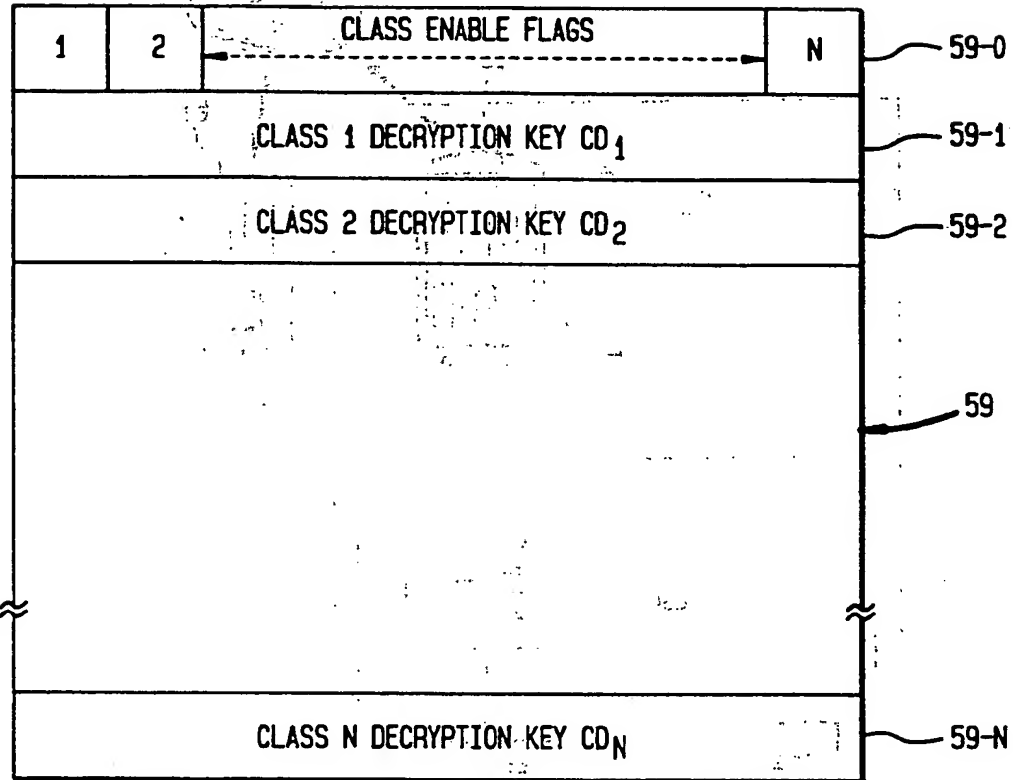 1 2 CLASS ENABLE FLAGS N 59-0
CLASS 1 DECRYPTION KEY CD1 59-1
CLASS 2 DECRYPTION KEY CD2 59-2
59
CLASS N DECRYPTION KEY CDN 59-N